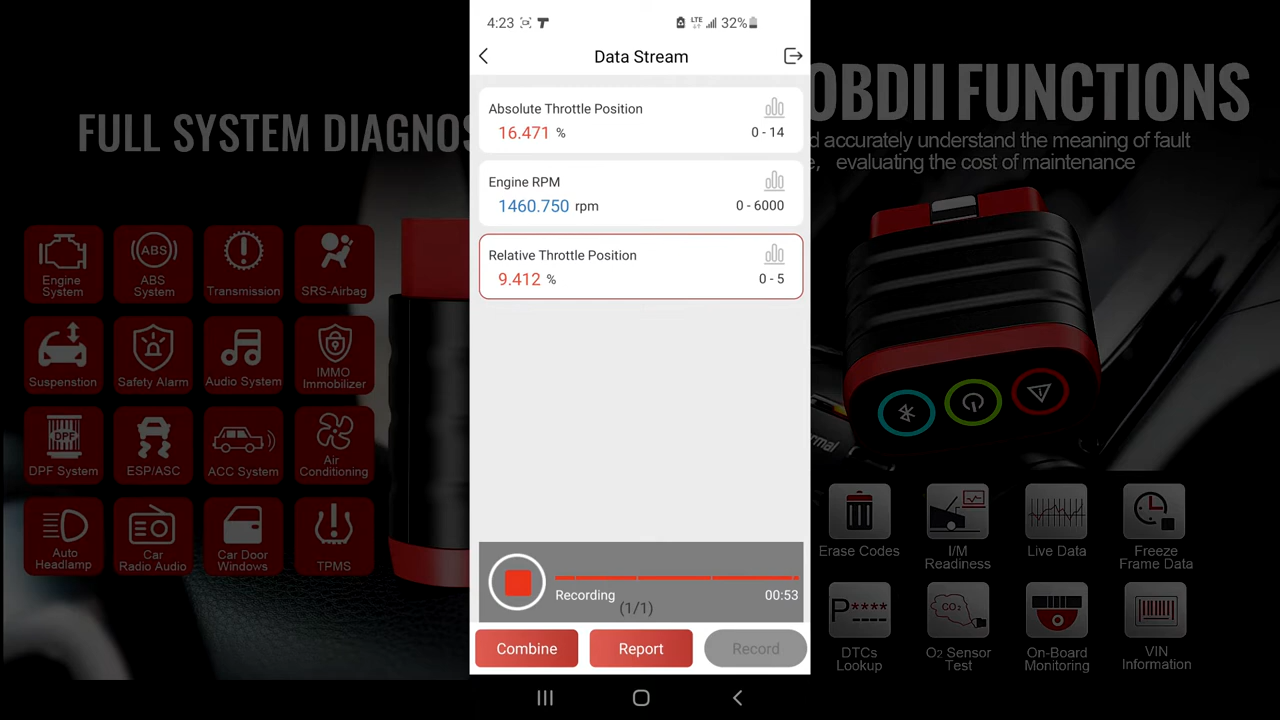 4:23
LTE
32%
Data Stream
Absolute Throttle Position
16.471 %
0 - 14
Engine RPM
1460.750 rpm
0 - 6000
Relative Throttle Position
9.412 %
0 - 5
Recording
00:53
(1/1)
Combine
Report
Record
FULL SYSTEM DIAGNOS
Engine
System
ABS
ABS
System
Transmission
SRS-Airbag
Suspenstion
Safety Alarm
Audio System
IMMO
Immobilizer
DPF
DPF System
ESP/ASC
ACC System
Air
Conditioning
Auto
Headlamp
Car
Radio Audio
Car Door
Windows
TPMS
OBDII FUNCTIONS
d accurately understand the meaning of fault
e, evaluating the cost of maintenance
rmal
Erase Codes
I/M
Readiness
Live Data
Freeze
Frame Data
P****
DTCs
Lookup
CO2
O2 Sensor
Test
On-Board
Monitoring
VIN
Information